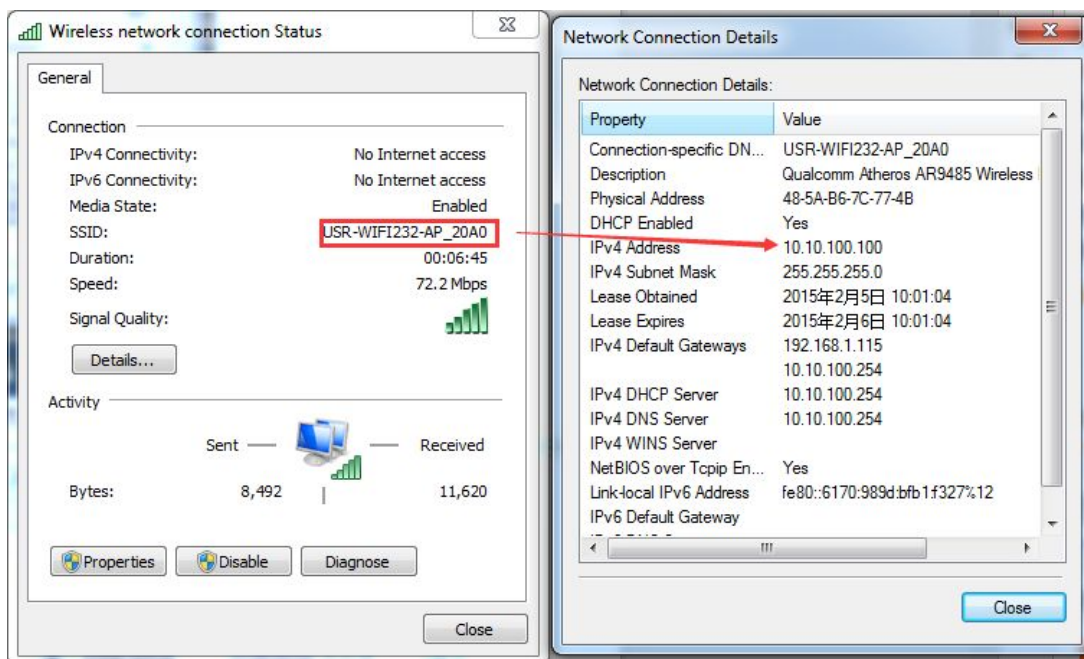 Wireless network connection Status
General
Connection
IPv4 Connectivity: No Internet access
IPv6 Connectivity: No Internet access
Media State: Enabled
SSID: USR-WIFI232-AP_20A0
Duration: 00:06:45
Speed: 72.2 Mbps
Signal Quality:
Details...
Activity
Sent Received
Bytes: 8,492 11,620
Properties Disable Diagnose
Close
Network Connection Details
Network Connection Details:
Property Value
Connection-specific DN... USR-WIFI232-AP_20A0
Description Qualcomm Atheros AR9485 Wireless
Physical Address 48-5A-B6-7C-77-4B
DHCP Enabled Yes
IPv4 Address 10.10.100.100
IPv4 Subnet Mask 255.255.255.0
Lease Obtained 2015年2月5日 10:01:04
Lease Expires 2015年2月6日 10:01:04
IPv4 Default Gateways 192.168.1.115
10.10.100.254
IPv4 DHCP Server 10.10.100.254
IPv4 DNS Server 10.10.100.254
IPv4 WINS Server
NetBIOS over Tcpip En... Yes
Link-local IPv6 Address fe80::6170:989d:bfb1:f327%12
IPv6 Default Gateway
Close